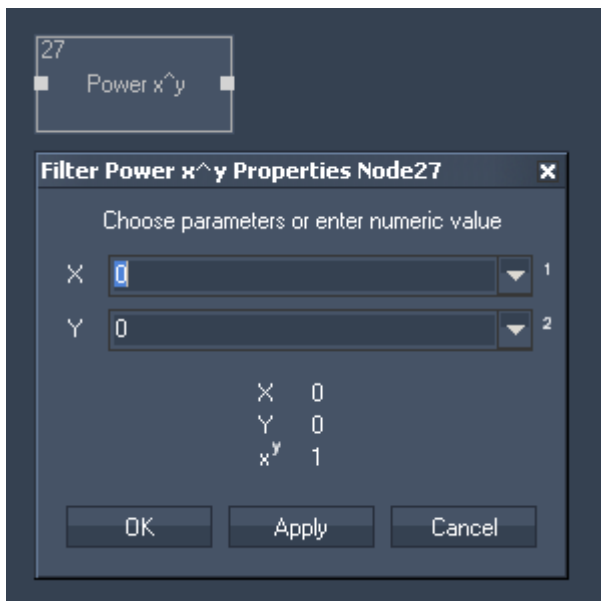 27
Power x^y
Filter Power x^y Properties Node27
Choose parameters or enter numeric value
X 0 1
Y 0 2
X 0
Y 0
x^y 1
OK Apply Cancel